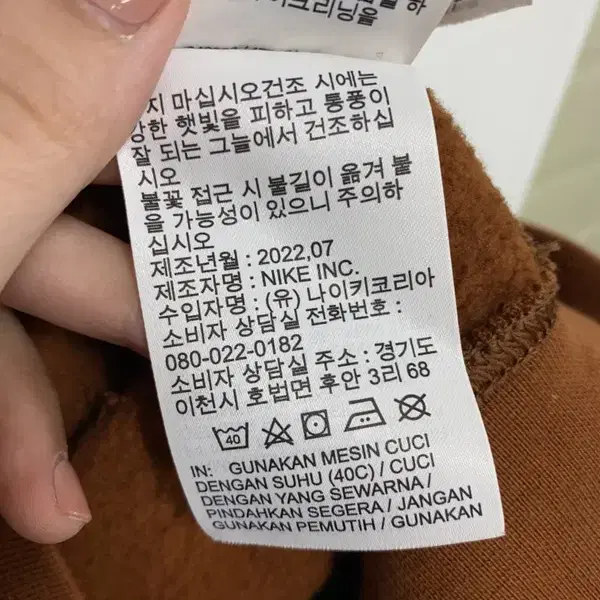 이크리닝을
지 마십시오건조 시에는
강한 햇빛을 피하고 통풍이
잘 되는 그늘에서 건조하십
시오
불꽃 접근 시 불길이 옮겨 붙
을 가능성이 있으니 주의하
십시오
제조년월 : 2022,07
제조자명 : NIKE INC.
수입자명 : (유) 나이키코리아
소비자 상담실 전화번호 :
080-022-0182
소비자 상담실 주소 : 경기도
이천시 호법면 후안 3리 68
40
IN: GUNAKAN MESIN CUCI
DENGAN SUHU (40C) / CUCI
DENGAN YANG SEWARNA /
PINDAHKAN SEGERA / JANGAN
GUNAKAN PEMUTIH / GUNAKAN